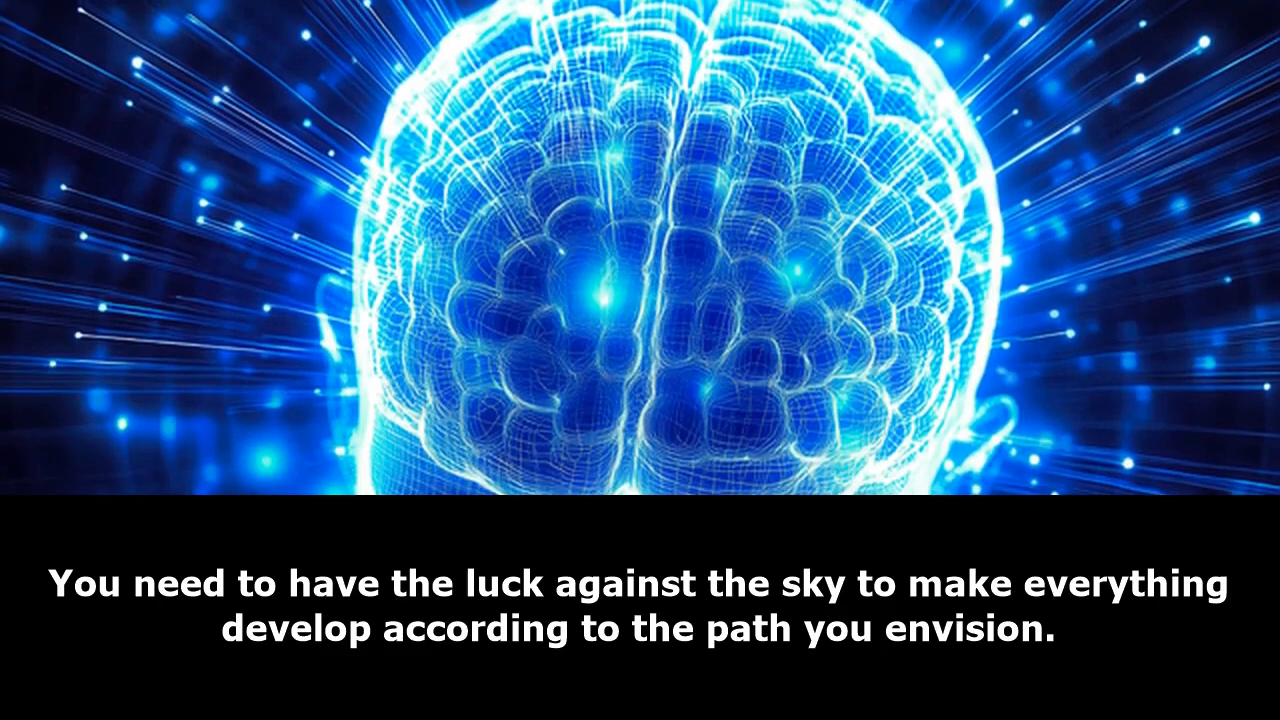 You need to have the luck against the sky to make everything
develop according to the path you envision.